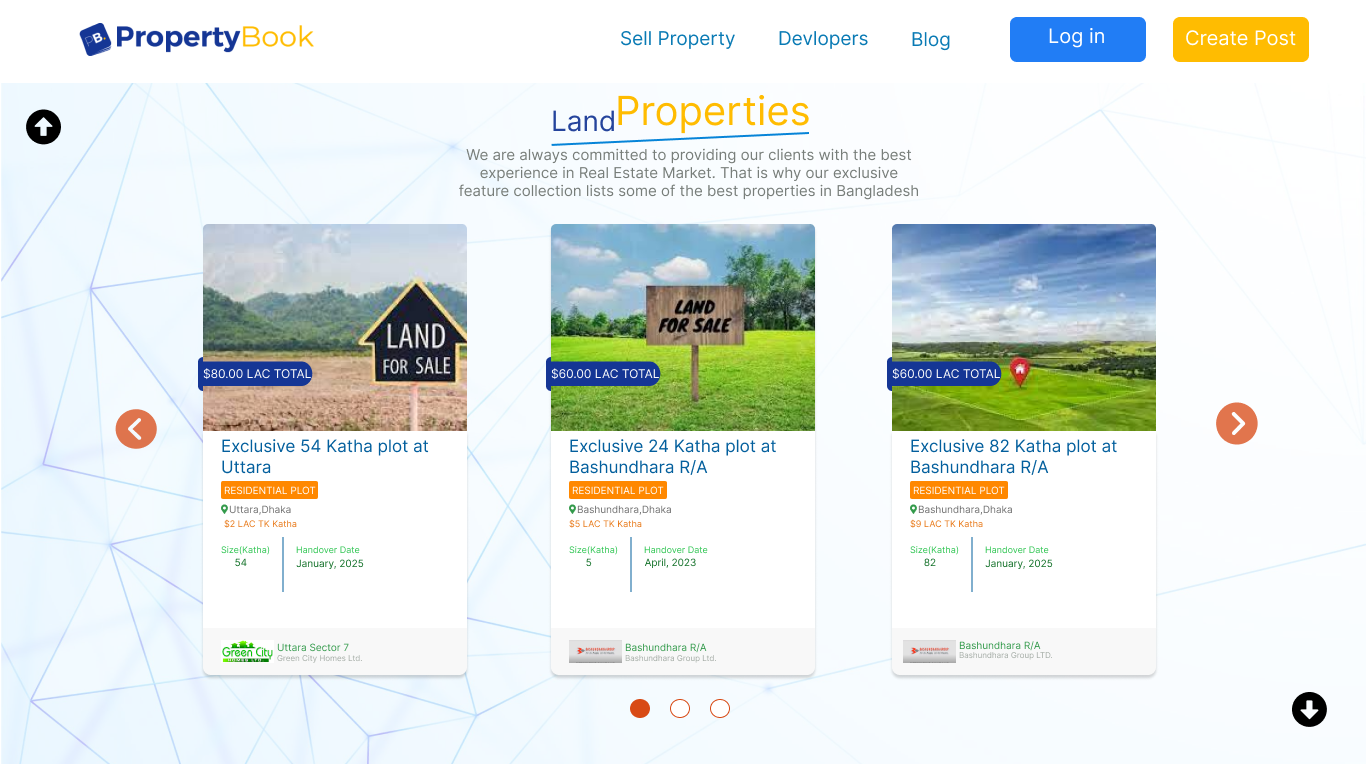 PB. PropertyBook
Sell Property
Devlopers
Blog
Log in
Create Post
LandProperties
We are always committed to providing our clients with the best
experience in Real Estate Market. That is why our exclusive
feature collection lists some of the best properties in Bangladesh
LAND
FOR SALE
$80.00 LAC TOTAL
Exclusive 54 Katha plot at
Uttara
RESIDENTIAL PLOT
Uttara,Dhaka
$2 LAC TK Katha
Size(Katha)
54
Handover Date
January, 2025
Green City
HOMES LTD.
Uttara Sector 7
Green City Homes Ltd.
LAND
FOR SALE
$60.00 LAC TOTAL
Exclusive 24 Katha plot at
Bashundhara R/A
RESIDENTIAL PLOT
Bashundhara,Dhaka
$5 LAC TK Katha
Size(Katha)
5
Handover Date
April, 2023
Bashundhara R/A
Bashundhara Group Ltd.
$60.00 LAC TOTAL
Exclusive 82 Katha plot at
Bashundhara R/A
RESIDENTIAL PLOT
Bashundhara,Dhaka
$9 LAC TK Katha
Size(Katha)
82
Handover Date
January, 2025
Bashundhara R/A
Bashundhara Group LTD.